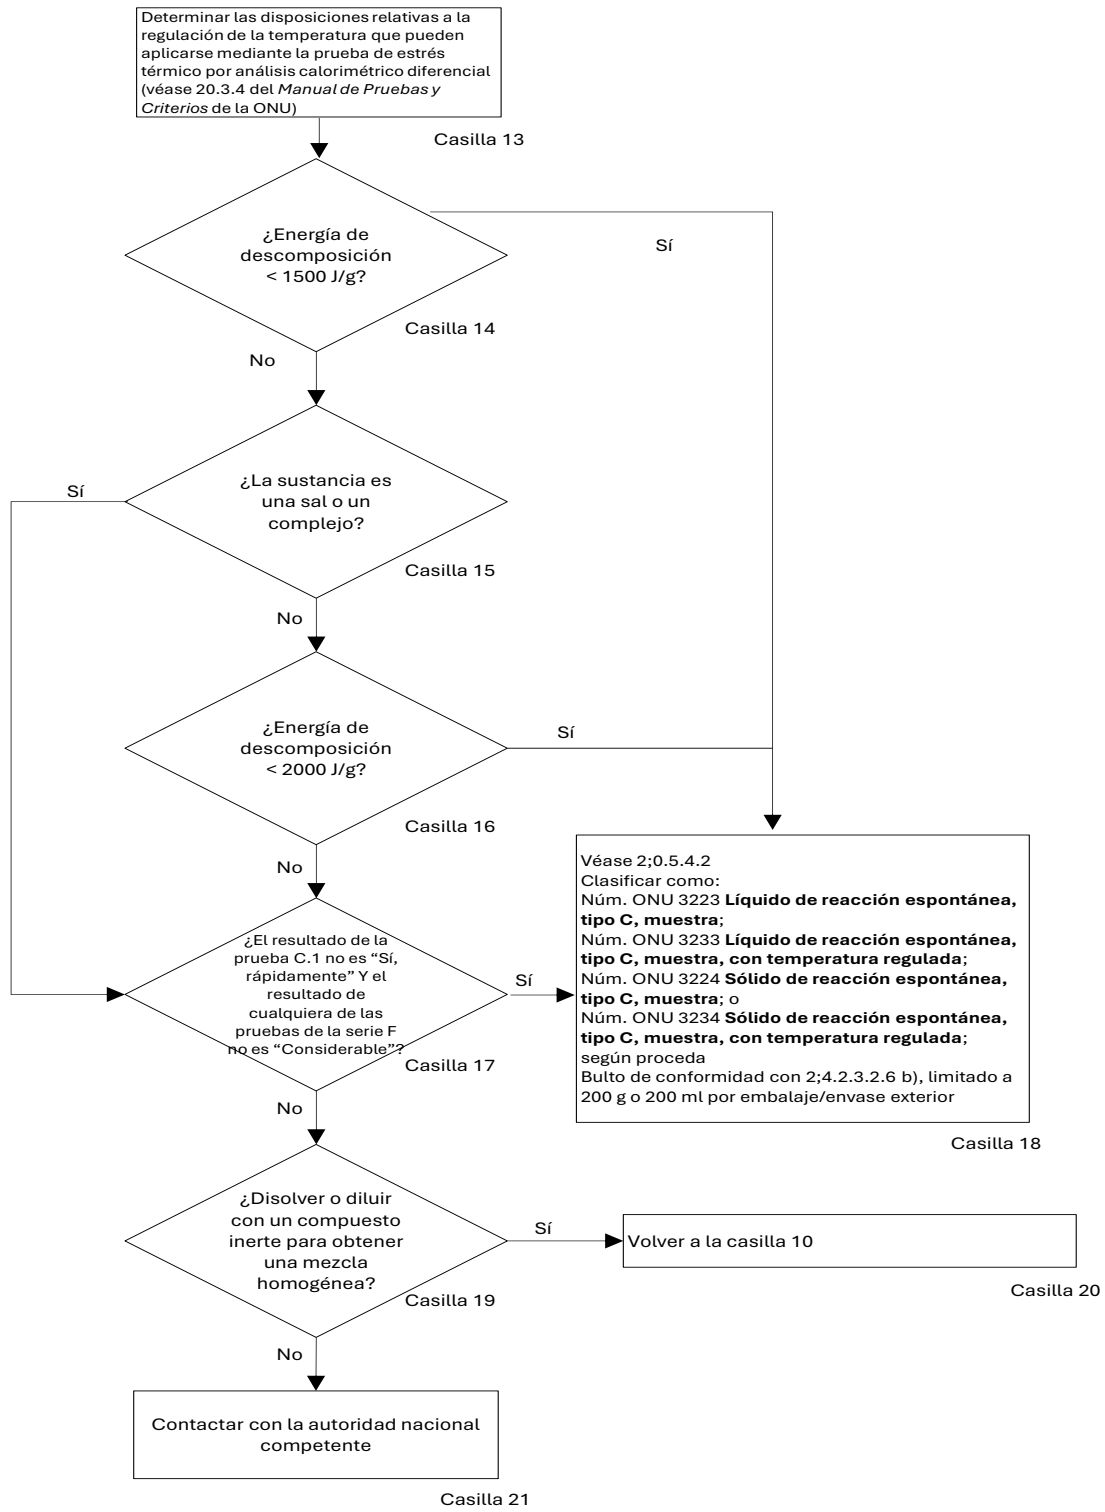 Determinar las disposiciones relativas a la
regulación de la temperatura que pueden
aplicarse mediante la prueba de estrés
térmico por análisis calorimétrico diferencial
(véase 20.3.4 del Manual de Pruebas y
Criterios de la ONU)
Casilla 13
¿Energía de
descomposición
< 1500 J/g?
Sí
Casilla 14
No
¿La sustancia es
una sal o un
complejo?
Sí
Casilla 15
No
¿Energía de
descomposición
< 2000 J/g?
Sí
Casilla 16
No
¿El resultado de la
prueba C.1 no es “Sí,
rápidamente” Y el
resultado de
cualquiera de las
pruebas de la serie F
no es “Considerable”?
Sí
Casilla 17
Véase 2;0.5.4.2
Clasificar como:
Núm. ONU 3223 Líquido de reacción espontánea,
tipo C, muestra;
Núm. ONU 3233 Líquido de reacción espontánea,
tipo C, muestra, con temperatura regulada;
Núm. ONU 3224 Sólido de reacción espontánea,
tipo C, muestra; o
Núm. ONU 3234 Sólido de reacción espontánea,
tipo C, muestra, con temperatura regulada;
según proceda
Bulto de conformidad con 2;4.2.3.2.6 b), limitado a
200 g o 200 ml por embalaje/envase exterior
Casilla 18
No
¿Disolver o diluir
con un compuesto
inerte para obtener
una mezcla
homogénea?
Sí
Casilla 19
Volver a la casilla 10
Casilla 20
No
Contactar con la autoridad nacional
competente
Casilla 21